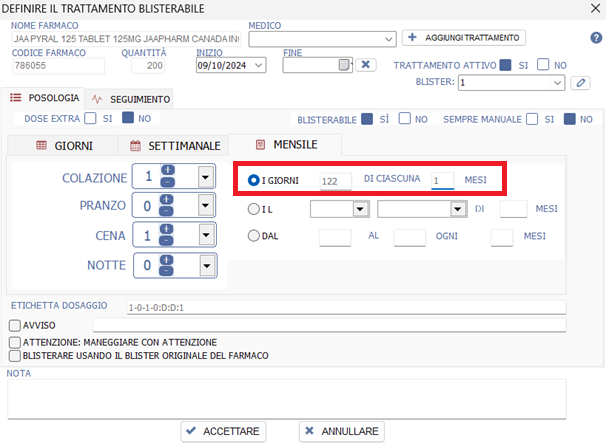 DEFINIRE IL TRATTAMENTO BLISTERABILE
NOME FARMACO
MEDICO
JAA PYRAL 125 TABLET 125MG JAAPHARM CANADA IN
AGGIUNGI TRATTAMENTO
CODICE FARMACO QUANTITÀ INIZIO FINE
786055 200 09/10/2024
TRATTAMENTO ATTIVO SI NO
BLISTER: 1
POSOLOGIA SEGUIMENTO
DOSE EXTRA SI NO BLISTERABILE SÌ NO SEMPRE MANUALE SI NO
GIORNI SETTIMANALE MENSILE
COLAZIONE 1
PRANZO 0
CENA 1
NOTTE 0
I GIORNI 122 DI CIASCUNA 1 MESI
I L DI MESI
DAL AL OGNI MESI
ETICHETTA DOSAGGIO 1-0-1-0:D:D:1
AVVISO
ATTENZIONE: MANEGGIARE CON ATTENZIONE
BLISTERARE USANDO IL BLISTER ORIGINALE DEL FARMACO
NOTA
ACCETTARE ANNULLARE